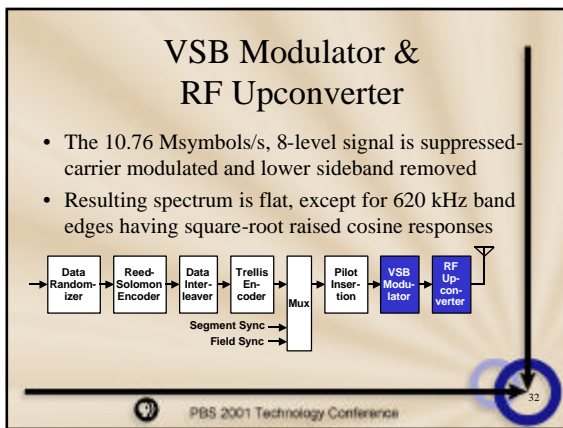 VSB Modulator &
RF Upconverter
• The 10.76 Msymbols/s, 8-level signal is suppressed-
carrier modulated and lower sideband removed
• Resulting spectrum is flat, except for 620 kHz band
edges having square-root raised cosine responses
Data
Random-
izer
Reed-
Solomon
Encoder
Data
Inter-
leaver
Trellis
En-
coder
Mux
Pilot
Inser-
tion
VSB
Modu-
lator
RF
Up-
con-
verter
Segment Sync
Field Sync
32
PBS 2001 Technology Conference